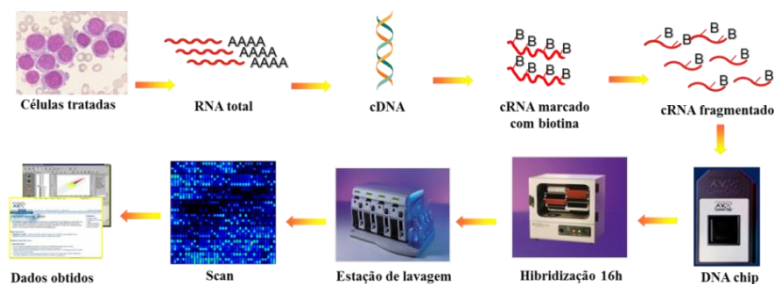 AAAA
AAAA
AAAA
B
B
B
B
B
B
B
B
B
B
B
B
Células tratadas
RNA total
cDNA
cRNA marcado
com biotina
cRNA fragmentado
Dados obtidos
Scan
Estação de lavagem
Hibridização 16h
DNA chip